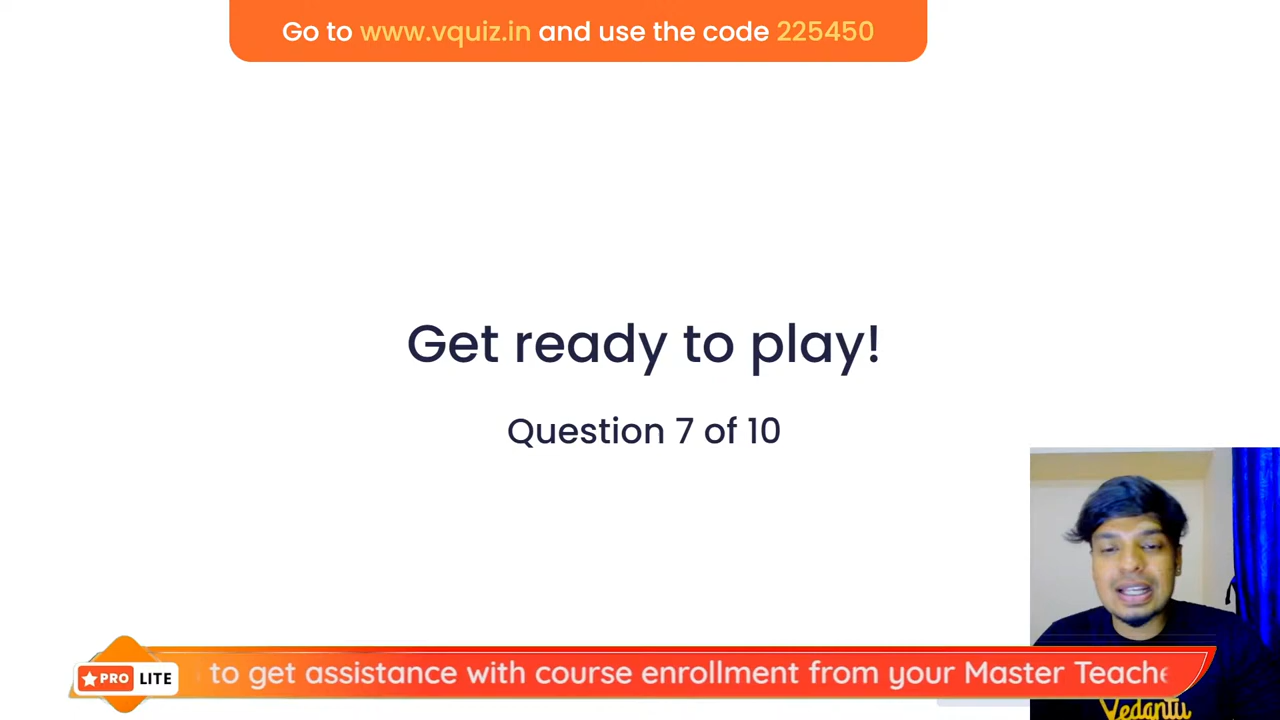 Go to www.vquiz.in and use the code 225450
Get ready to play!
Question 7 of 10
PRO LITE
to get assistance with course enrollment from your Master Teache
Vedantu